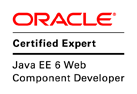 ORACLE®
Certified Expert
Java EE 6 Web
Component Developer